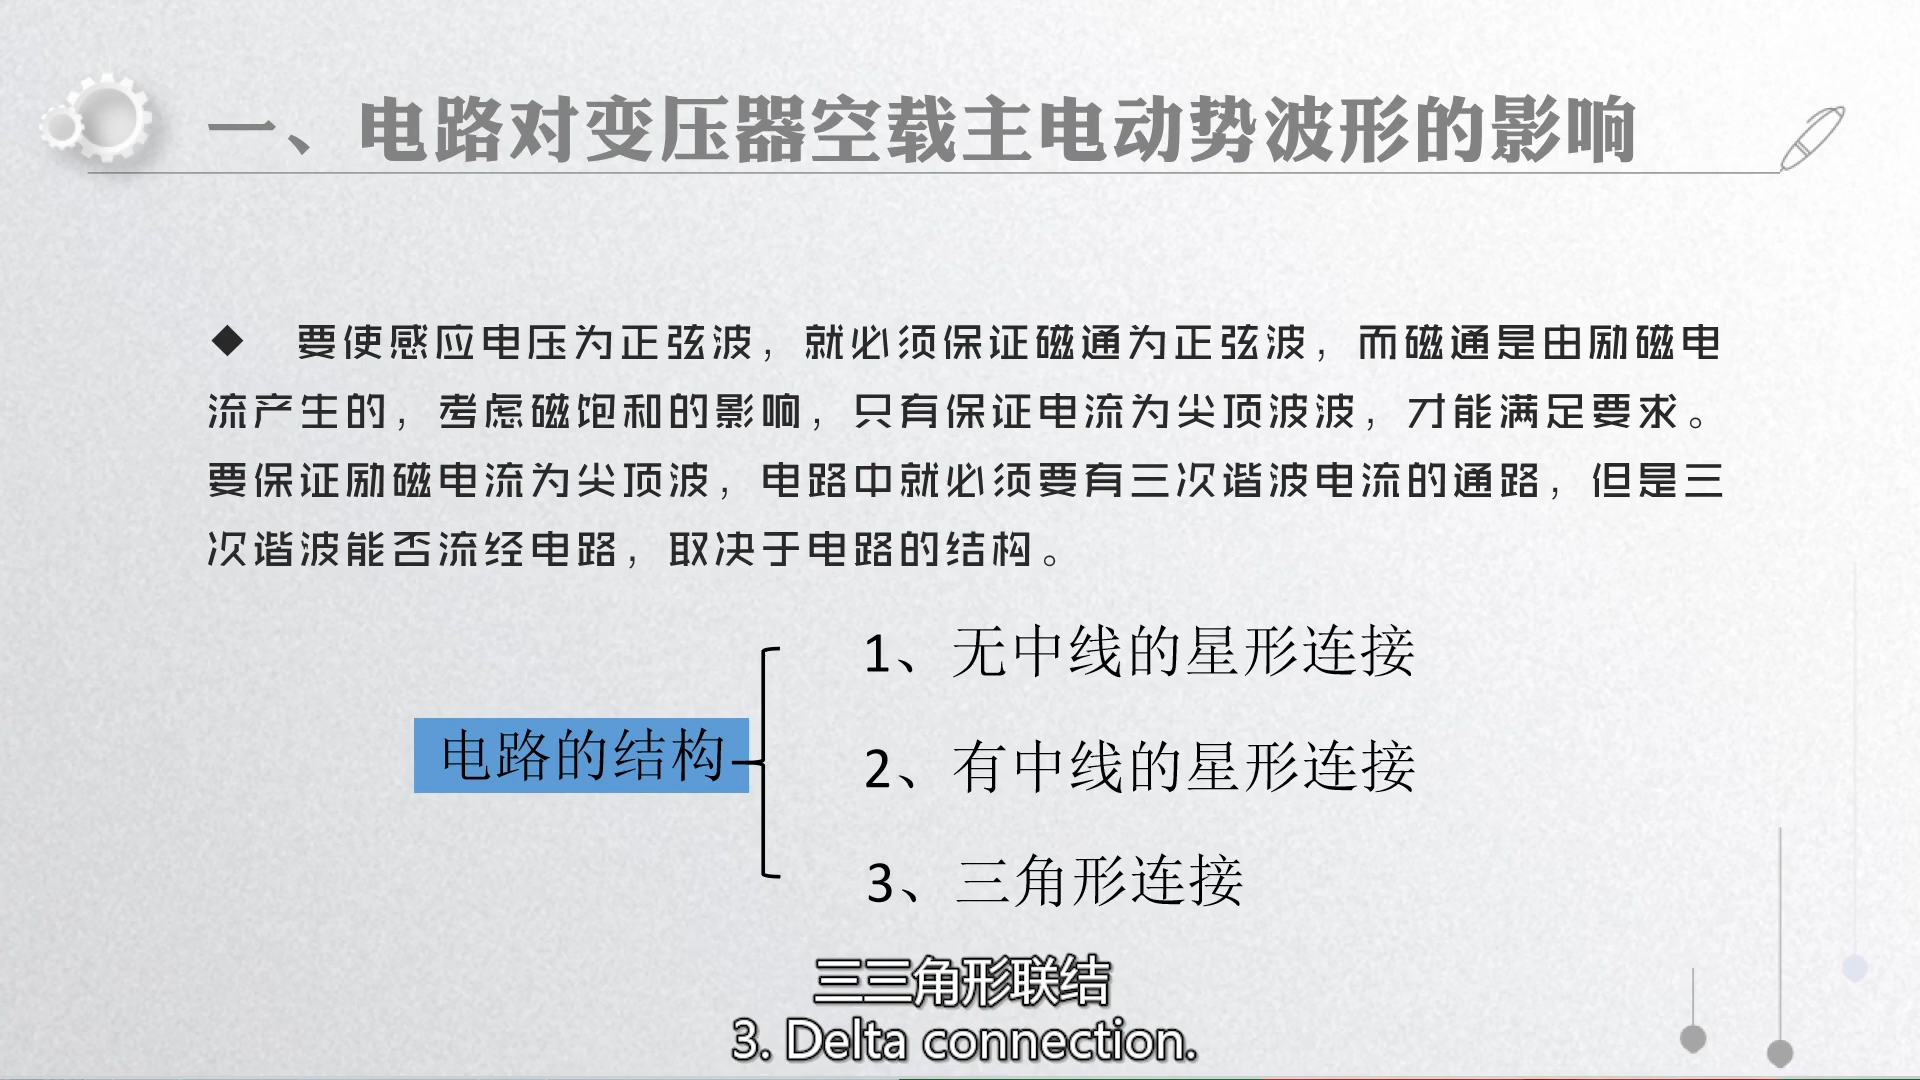 一、电路对变压器空载主电动势波形的影响
◆ 要使感应电压为正弦波，就必须保证磁通为正弦波，而磁通是由励磁电
流产生的，考虑磁饱和的影响，只有保证电流为尖顶波波，才能满足要求。
要保证励磁电流为尖顶波，电路中就必须要有三次谐波电流的通路，但是三
次谐波能否流经电路，取决于电路的结构。
电路的结构
1、无中线的星形连接
2、有中线的星形连接
3、三角形连接
三三角形联结
3. Delta connection.